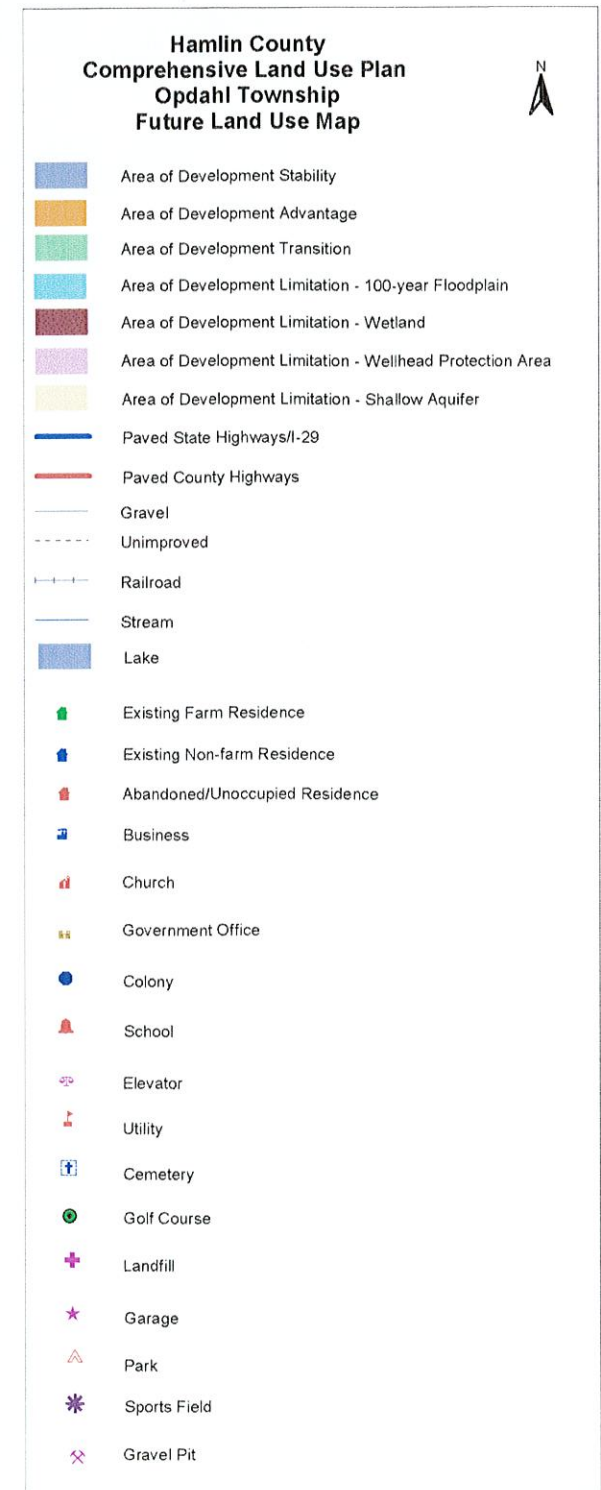 Hamlin County
Comprehensive Land Use Plan
Opdahl Township
Future Land Use Map
N
Area of Development Stability
Area of Development Advantage
Area of Development Transition
Area of Development Limitation - 100-year Floodplain
Area of Development Limitation - Wetland
Area of Development Limitation - Wellhead Protection Area
Area of Development Limitation - Shallow Aquifer
Paved State Highways/I-29
Paved County Highways
Gravel
Unimproved
Railroad
Stream
Lake
Existing Farm Residence
Existing Non-farm Residence
Abandoned/Unoccupied Residence
Business
Church
Government Office
Colony
School
Elevator
Utility
Cemetery
Golf Course
Landfill
Garage
Park
Sports Field
Gravel Pit